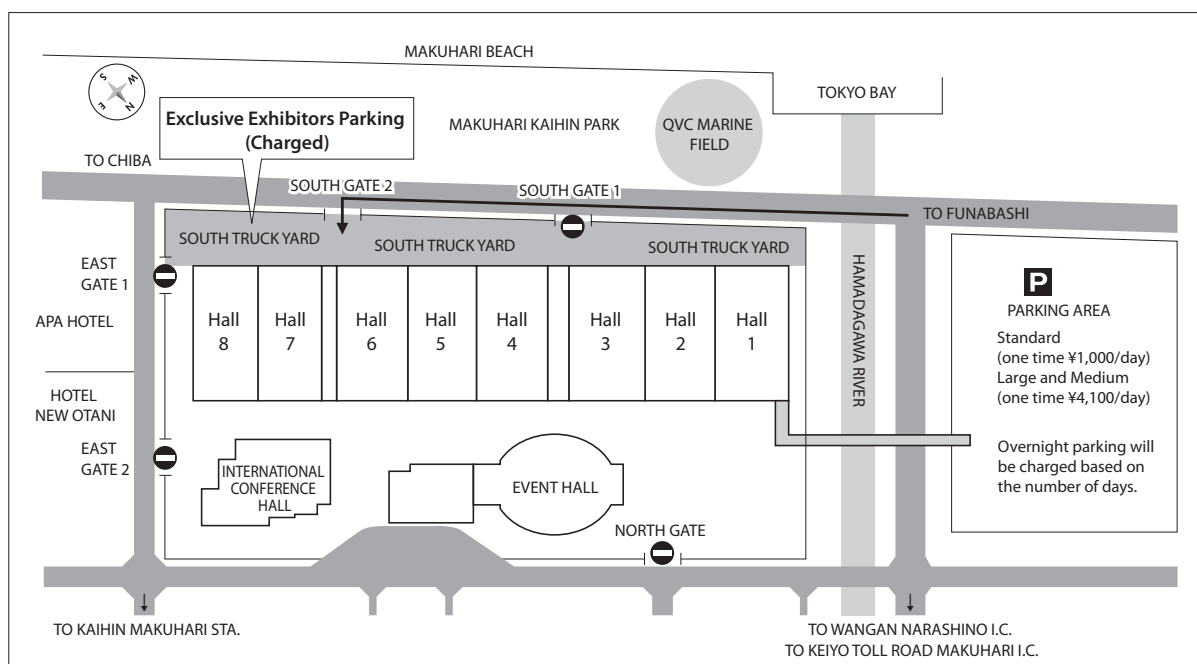 MAKUHARI BEACH
S
W
E
N
TOKYO BAY
Exclusive Exhibitors Parking
(Charged)
MAKUHARI KAIHIN PARK
QVC MARINE
FIELD
TO CHIBA
SOUTH GATE 2
SOUTH GATE 1
TO FUNABASHI
SOUTH TRUCK YARD
SOUTH TRUCK YARD
SOUTH TRUCK YARD
EAST
GATE 1
APA HOTEL
HOTEL
NEW OTANI
EAST
GATE 2
Hall
8
Hall
7
Hall
6
Hall
5
Hall
4
Hall
3
Hall
2
Hall
1
HAMADAGAWA RIVER
P
PARKING AREA
Standard
(one time ¥1,000/day)
Large and Medium
(one time ¥4,100/day)
Overnight parking will
be charged based on
the number of days.
INTERNATIONAL
CONFERENCE
HALL
EVENT HALL
NORTH GATE
TO KAIHIN MAKUHARI STA.
TO WANGAN NARASHINO I.C.
TO KEIYO TOLL ROAD MAKUHARI I.C.